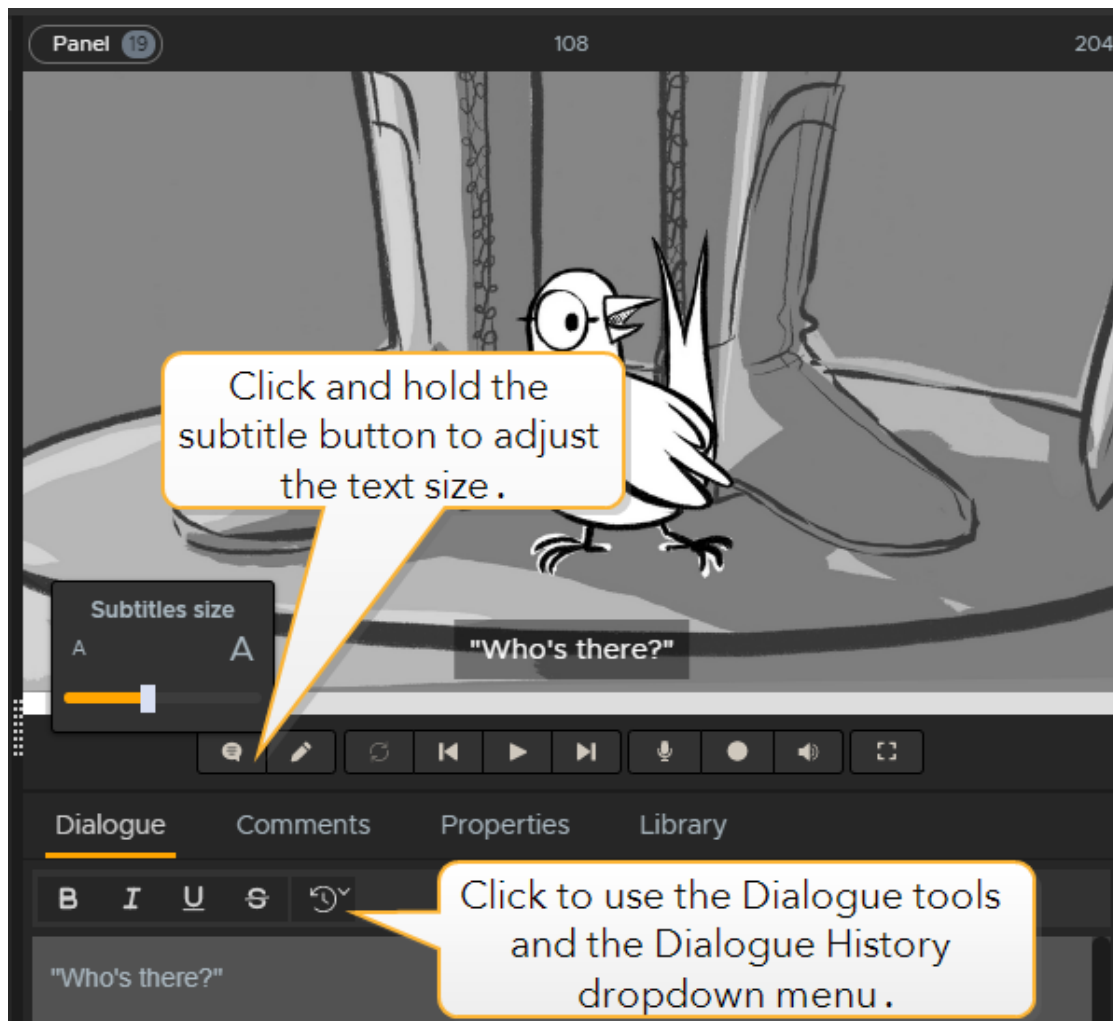 Panel 19 108 204
Click and hold the
subtitle button to adjust
the text size.
Subtitles size
A A
"Who's there?"
Dialogue Comments Properties Library
B I U S
Click to use the Dialogue tools
and the Dialogue History
dropdown menu.
"Who's there?"